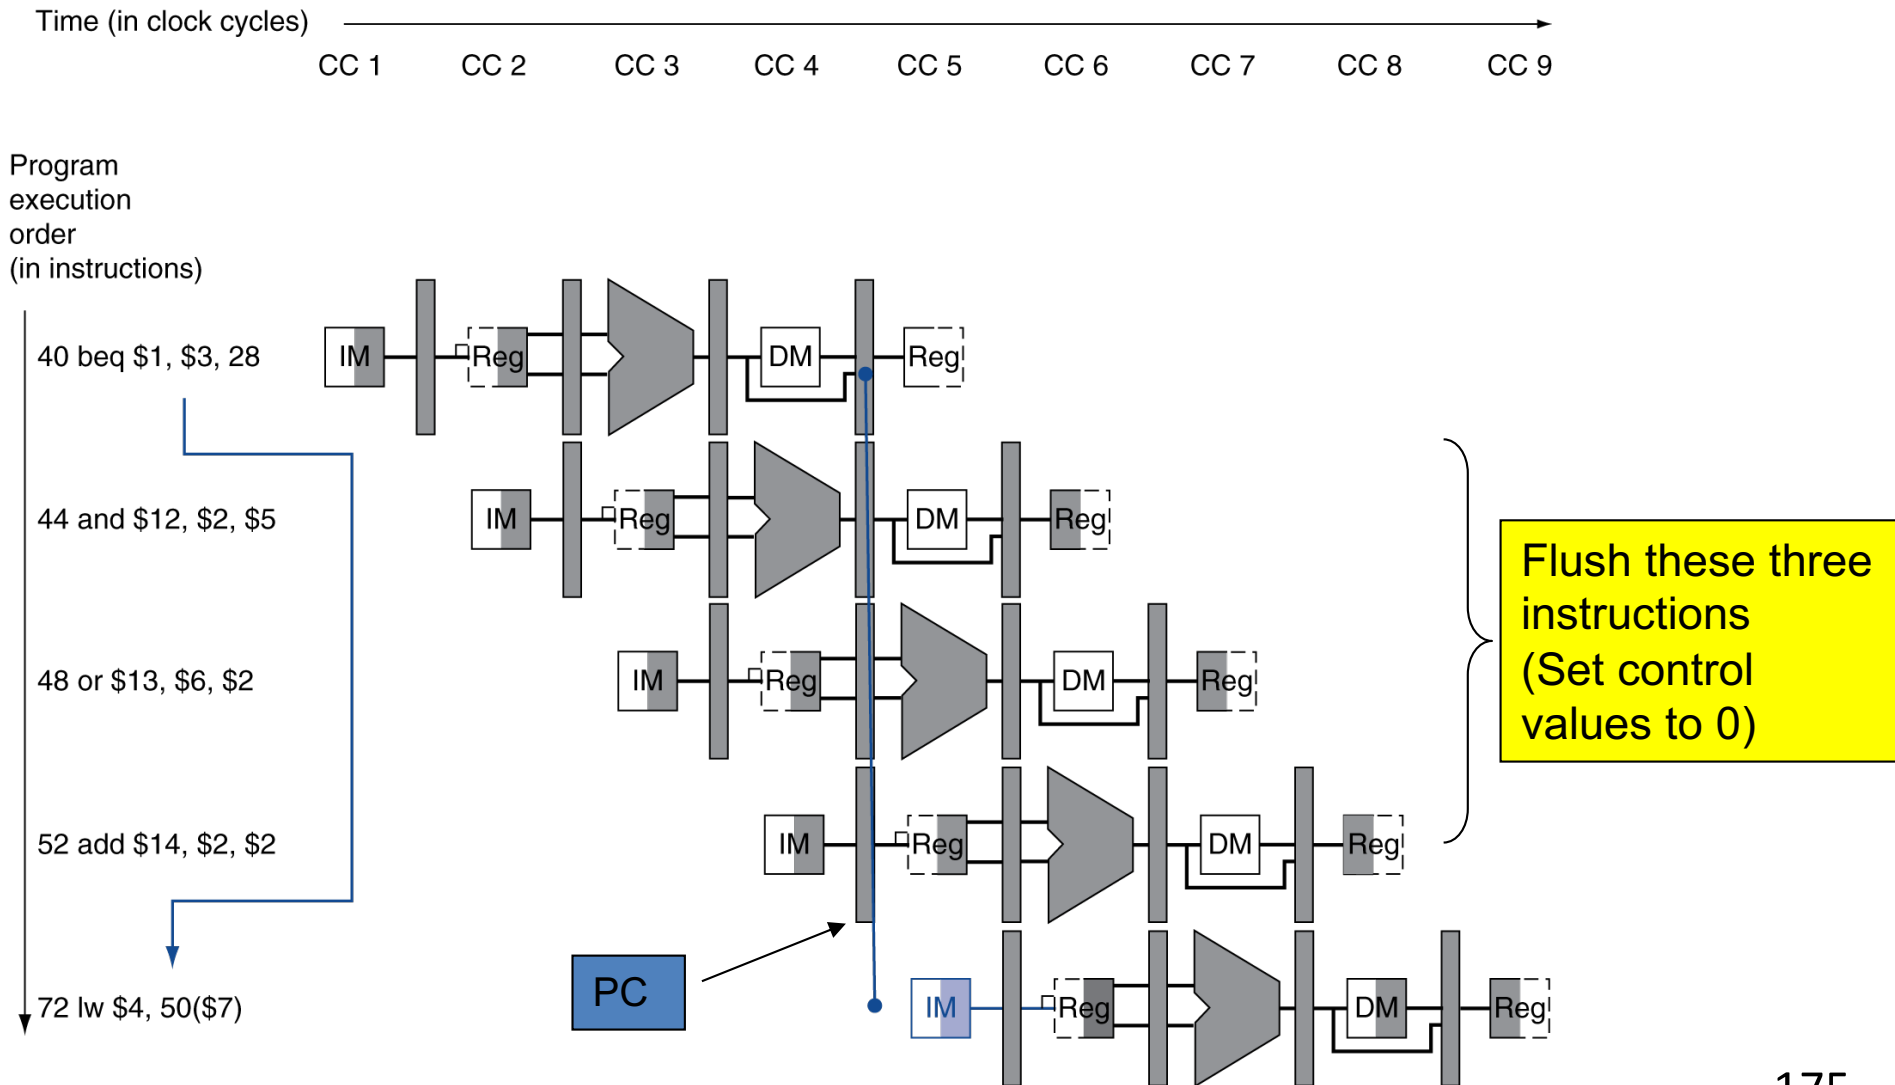 Time (in clock cycles)
CC 1 CC 2 CC 3 CC 4 CC 5 CC 6 CC 7 CC 8 CC 9
Program
execution
order
(in instructions)
40 beq $1, $3, 28
IM Reg DM Reg
44 and $12, $2, $5
IM Reg DM Reg
48 or $13, $6, $2
IM Reg DM Reg
52 add $14, $2, $2
IM Reg DM Reg
72 lw $4, 50($7)
IM Reg DM Reg
PC
Flush these three
instructions
(Set control
values to 0)
175